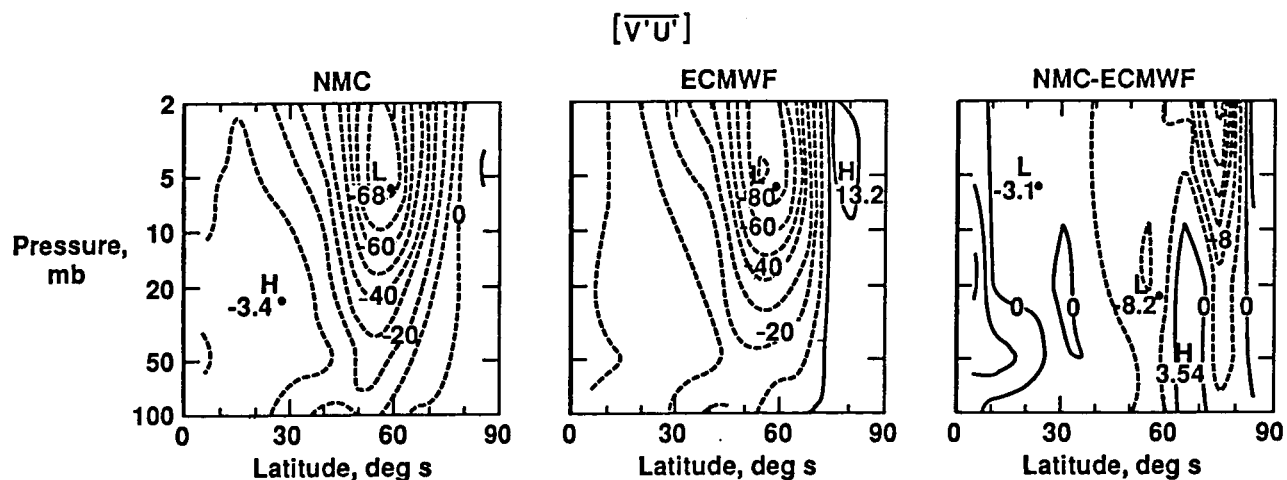 [V'U']
NMC
ECMWF
NMC-ECMWF
Pressure,
mb
2
5
10
20
50
100
L
-68
0
-60
H
-3.4
-40
-20
0
30
60
90
Latitude, deg s
L
-80
H
13.2
-60
-40
-20
0
30
60
90
Latitude, deg s
L
-3.1
-8
L
-8.2
0
0
0
0
H
3.54
0
30
60
90
Latitude, deg s